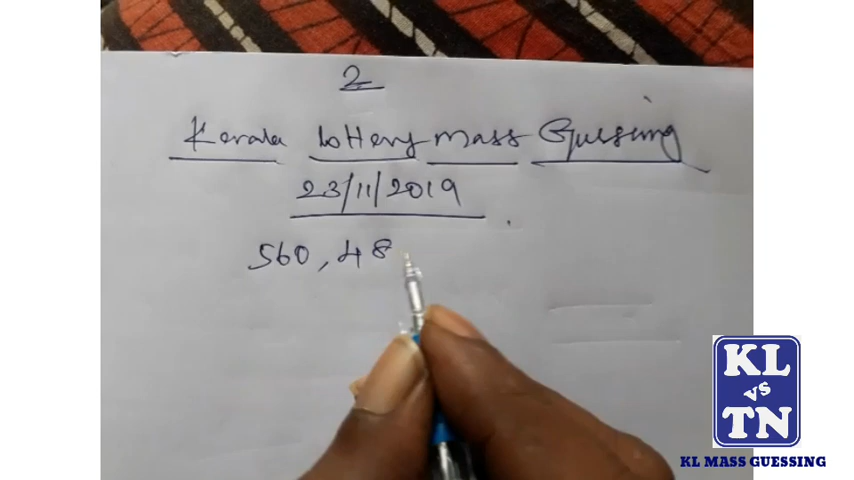 2
Kerala Lottery Mass Guessing
23/11/2019
560, 48
KL
vs
TN
KL MASS GUESSING